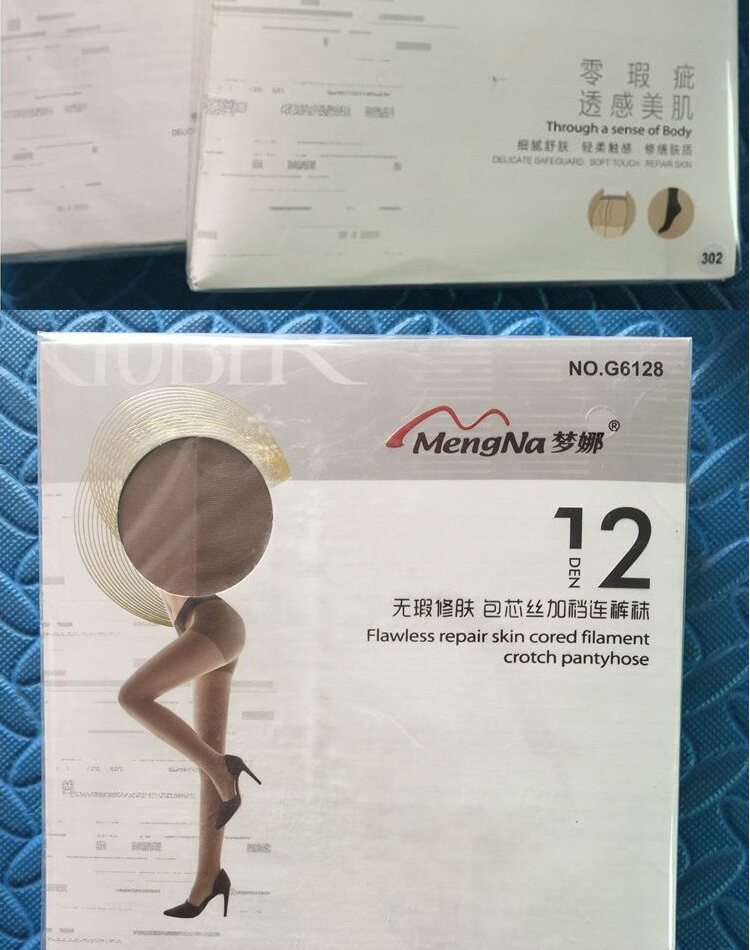 零瑕疵
透感美肌
Through a sense of Body
细腻舒肤 轻柔触感 修缮肤质
DELICATE SAFEGUARD SOFT TOUCH REPAIR SKIN
302
NO.G6128
MengNa 梦娜®
12
DEN
无瑕修肤 包芯丝加裆连裤袜
Flawless repair skin cored filament
crotch pantyhose